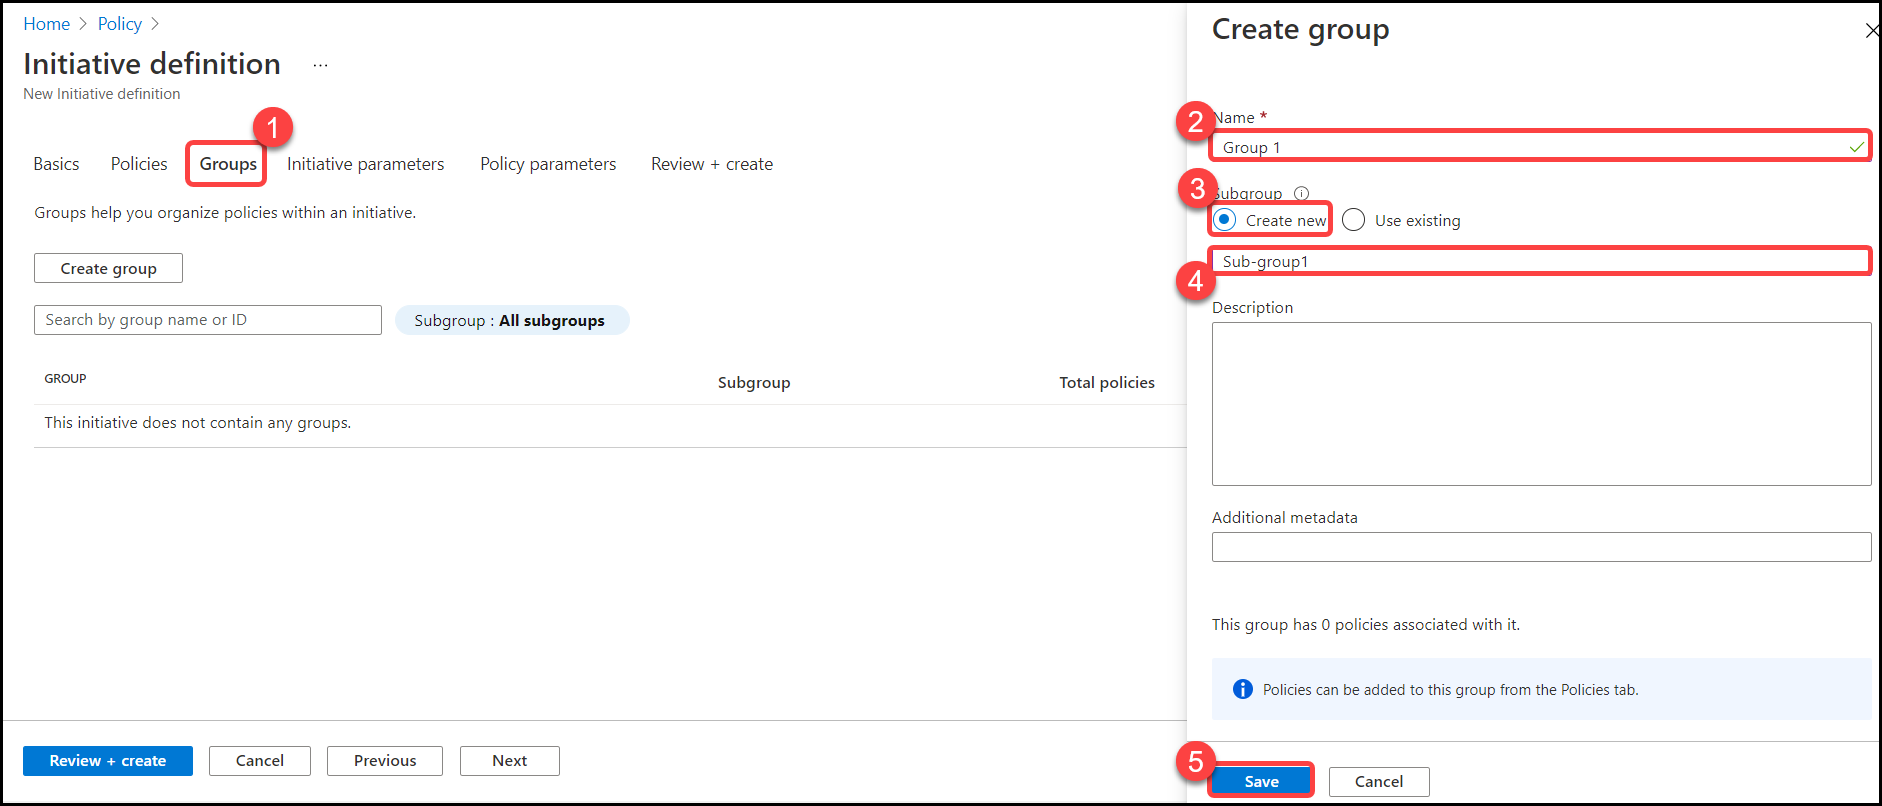 Home > Policy >
Initiative definition ...
New Initiative definition
1
Basics Policies Groups Initiative parameters Policy parameters Review + create
Groups help you organize policies within an initiative.
Create group
Search by group name or ID Subgroup : All subgroups
GROUP Subgroup Total policies
This initiative does not contain any groups.
Review + create Cancel Previous Next
Create group
2 Name *
Group 1
3 Subgroup
Create new Use existing
4 Sub-group1
Description
Additional metadata
This group has 0 policies associated with it.
Policies can be added to this group from the Policies tab.
5 Save Cancel